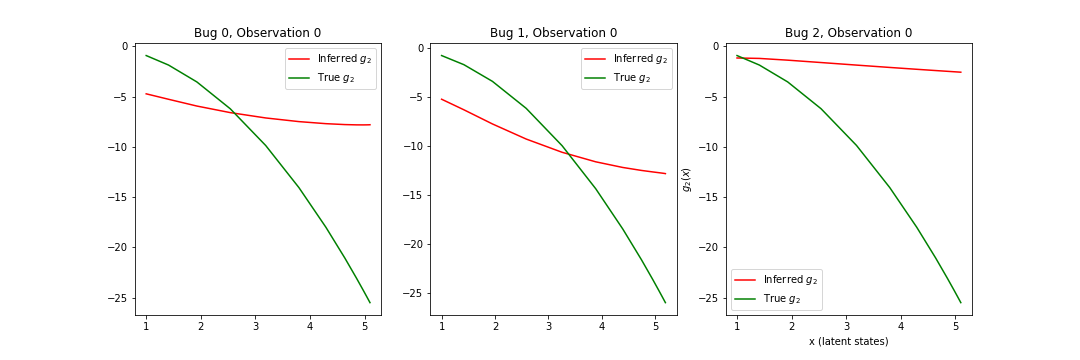 Bug 0, Observation 0
0
−5
−10
−15
−20
−25
1 2 3 4 5
Inferred g₂
True g₂
Bug 1, Observation 0
0
−5
−10
−15
−20
−25
1 2 3 4 5
Inferred g₂
True g₂
Bug 2, Observation 0
g₂(x)
0
−5
−10
−15
−20
−25
Inferred g₂
True g₂
1 2 3 4 5
x (latent states)